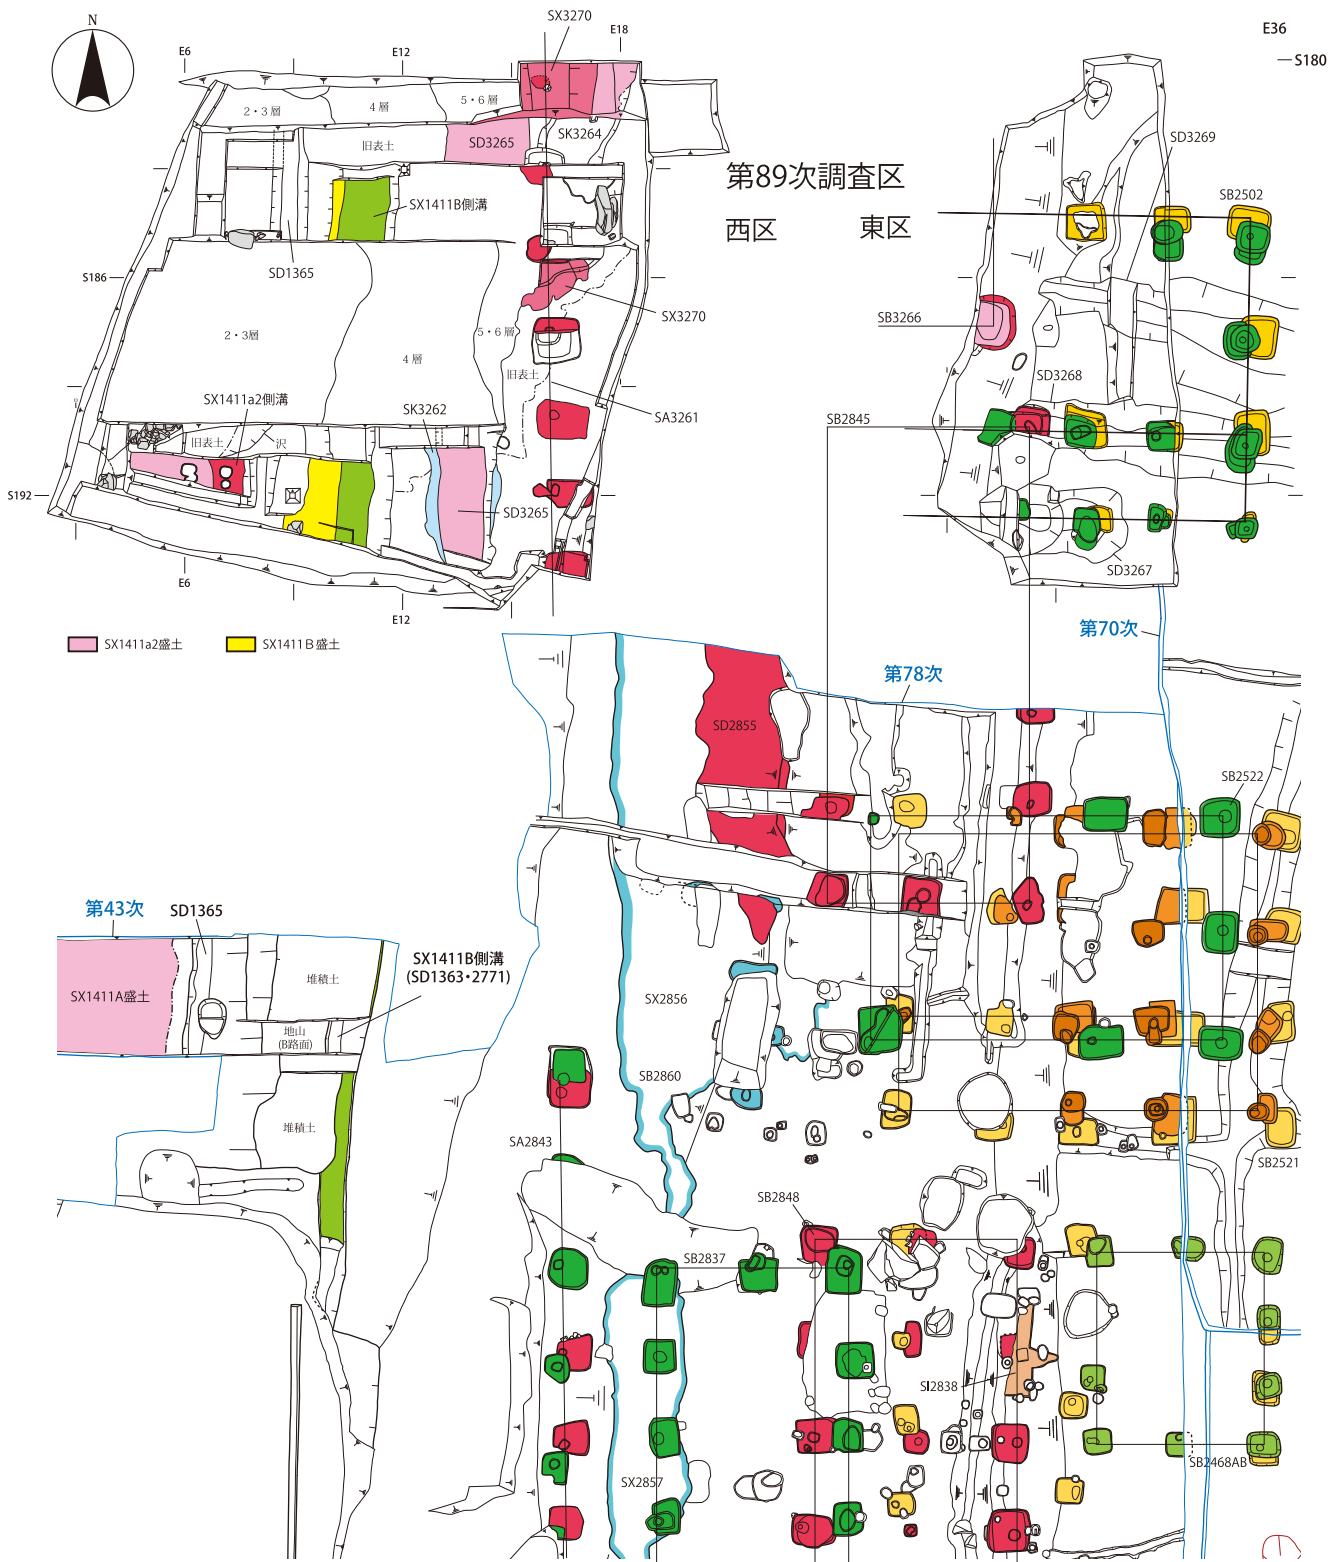 N
SX3270
E18
E36
E6
E12
S180
2・3層
4層
5・6層
SK3264
SD3269
旧表土
SD3265
第89次調査区
SB2502
SX1411B側溝
西区
東区
SD1365
S186
SX3270
SB3266
2・3層
5・6層
4層
旧表土
SD3268
SX1411a2側溝
SK3262
SA3261
SB2845
旧表土
沢
S192
SD3265
SD3267
E6
E12
SX1411a2盛土
SX1411B盛土
第70次
第78次
SD2855
SB2522
第43次
SD1365
SX1411B側溝
(SD1363・2771)
堆積土
SX1411A盛土
SX2856
地山
(B路面)
SB2860
堆積土
SA2843
SB2521
SB2848
SB2837
SI2838
SB2468AB
SX2857